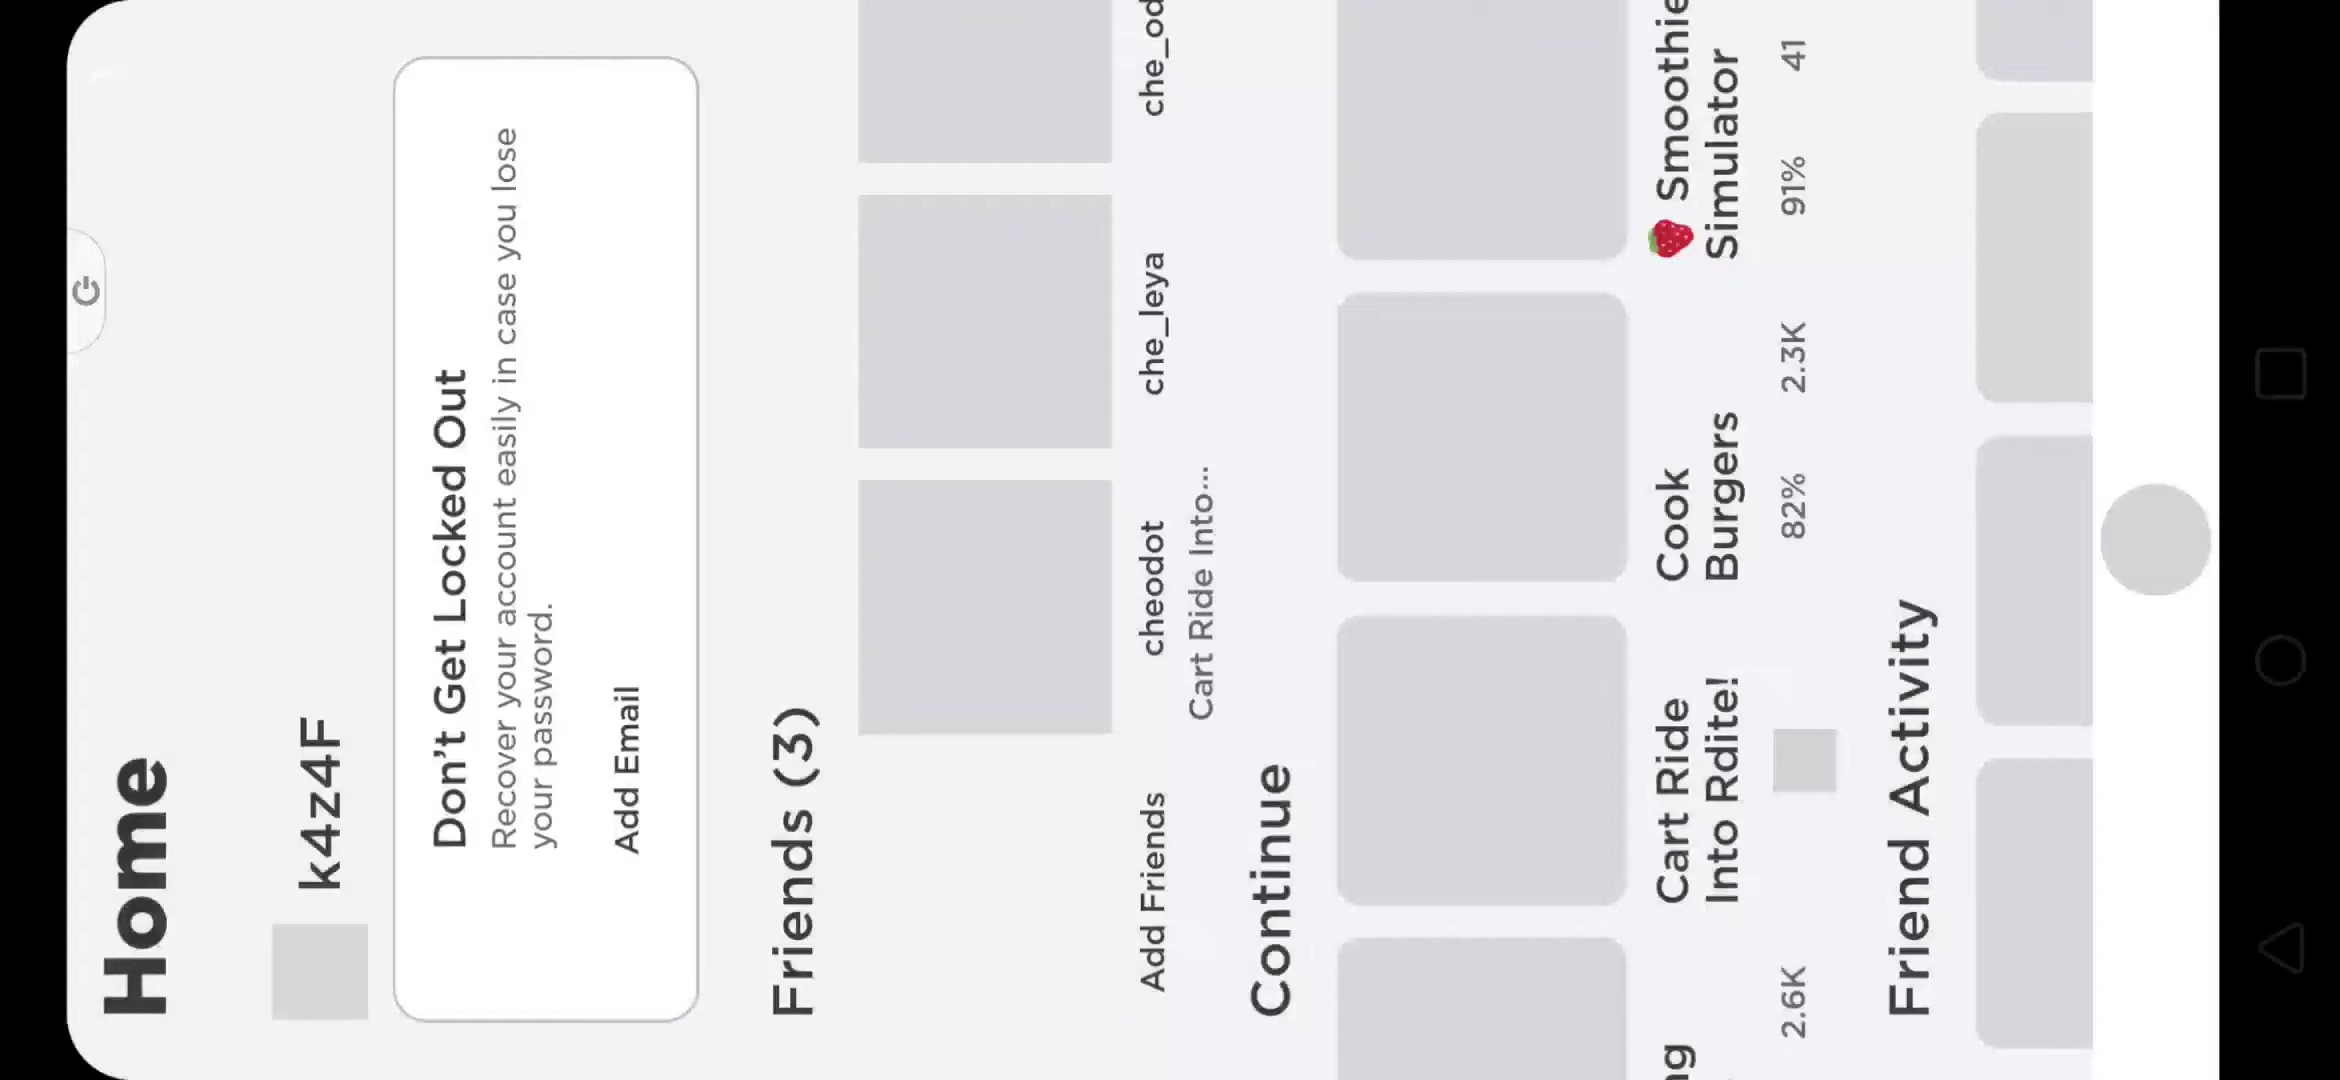 Home
k4z4F
Don't Get Locked Out
Recover your account easily in case you lose
your password.
Add Email
Friends (3)
Add Friends
cheodot
che_leya
che_od
Cart Ride Into...
Continue
ng
Cart Ride
Into Rdite!
Cook
Burgers
🍓 Smoothie
Simulator
2.6K
82%
2.3K
91%
41
Friend Activity